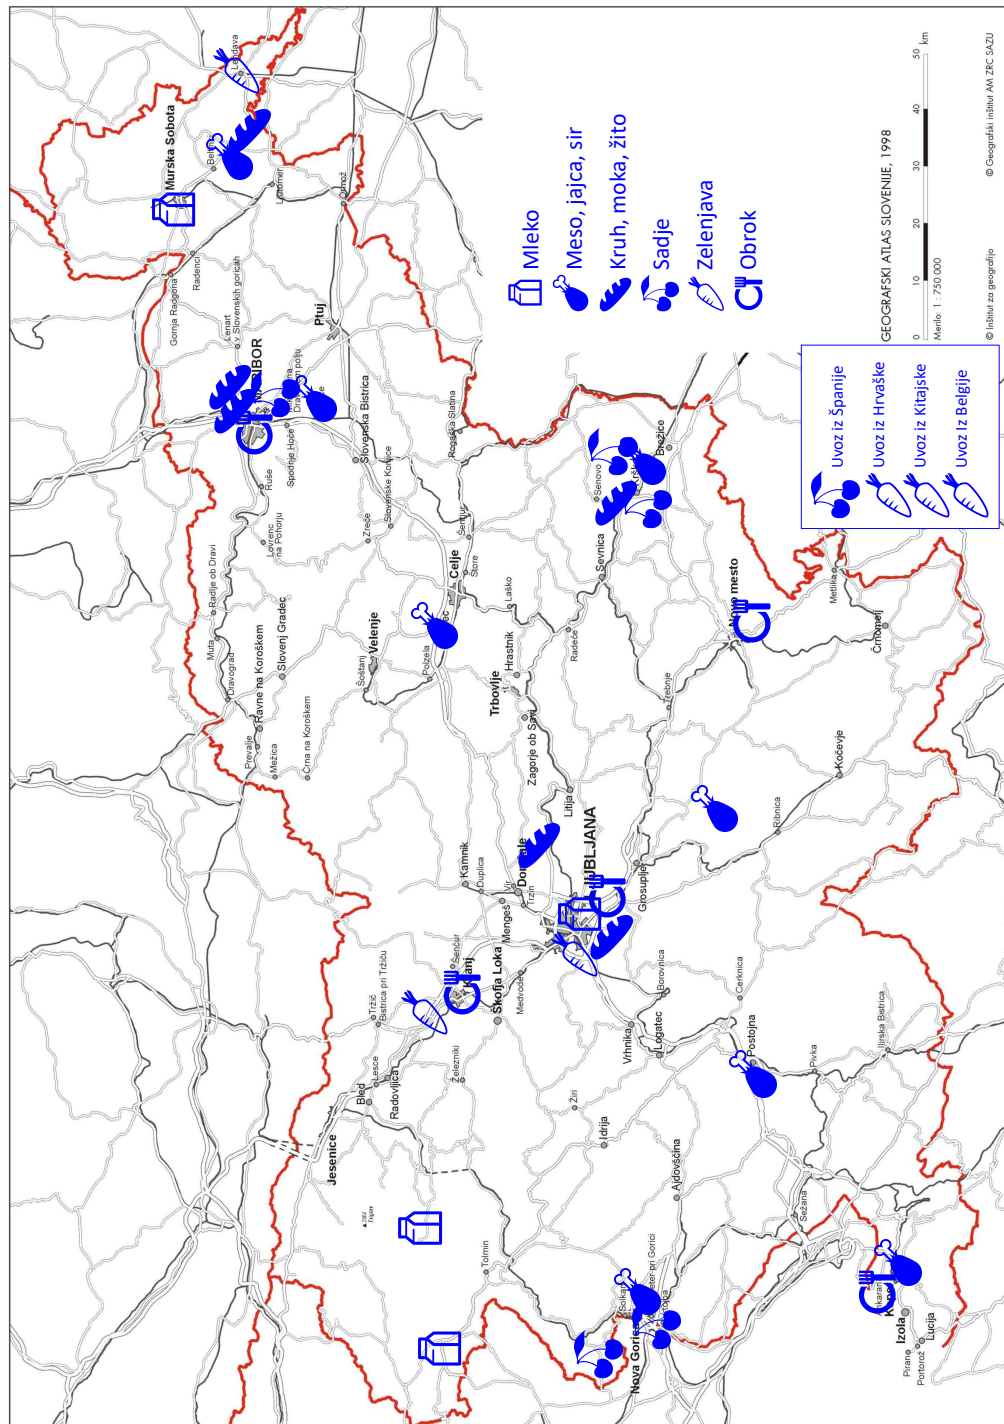 Lendava
Murska Sobota
Ljutomer
Ormož
Radenci
Gornja Radgona
Lenart
v Slovenskih goricah
Ptuj
Ruše
Spodnje Hoče
Slovenska Bistrica
Rogaška Slatina
Lovrenc
na Pohorju
Zreče
Slovenske Konjice
Šentjur
Štore
Celje
Laško
Radlje ob Dravi
Muta
Dravograd
Slovenj Gradec
Ravne na Koroškem
Prevalje
Mežica
Črna na Koroškem
Velenje
Šoštanj
Polzela
Hrastnik
Trbovlje
Zagorje ob Savi
Radeče
Sevnica
Senovo
Brežice
Novo mesto
Metlika
Črnomelj
Trebnje
Kočevje
Ribnica
Litija
Grosuplje
Kamnik
Duplica
Mengeš
Vir
Trzin
Šenčur
Škofja Loka
Medvode
Tržič
Bistrica pri Tržiču
Lesce
Bled
Radovljica
Železniki
Jesenice
Žiri
Idrija
Vrhnika
Logatec
Borovnica
Cerknica
Postojna
Pivka
Ilirska Bistrica
Ajdovščina
Sežana
Tolmin
Nova Gorica
Izola
Piran
Portorož
Lucija
Mleko
Meso, jajca, sir
Kruh, moka, žito
Sadje
Zelenjava
Obrok
GEOGRAFSKI ATLAS SLOVENIJE, 1998
0 10 20 30 40 50 km
Merilo: 1 : 750 000
© Inštitut za geografijo
© Geografski inštitut AM ZRC SAZU
Uvoz iz Španije
Uvoz iz Hrvaške
Uvoz iz Kitajske
Uvoz Iz Belgije